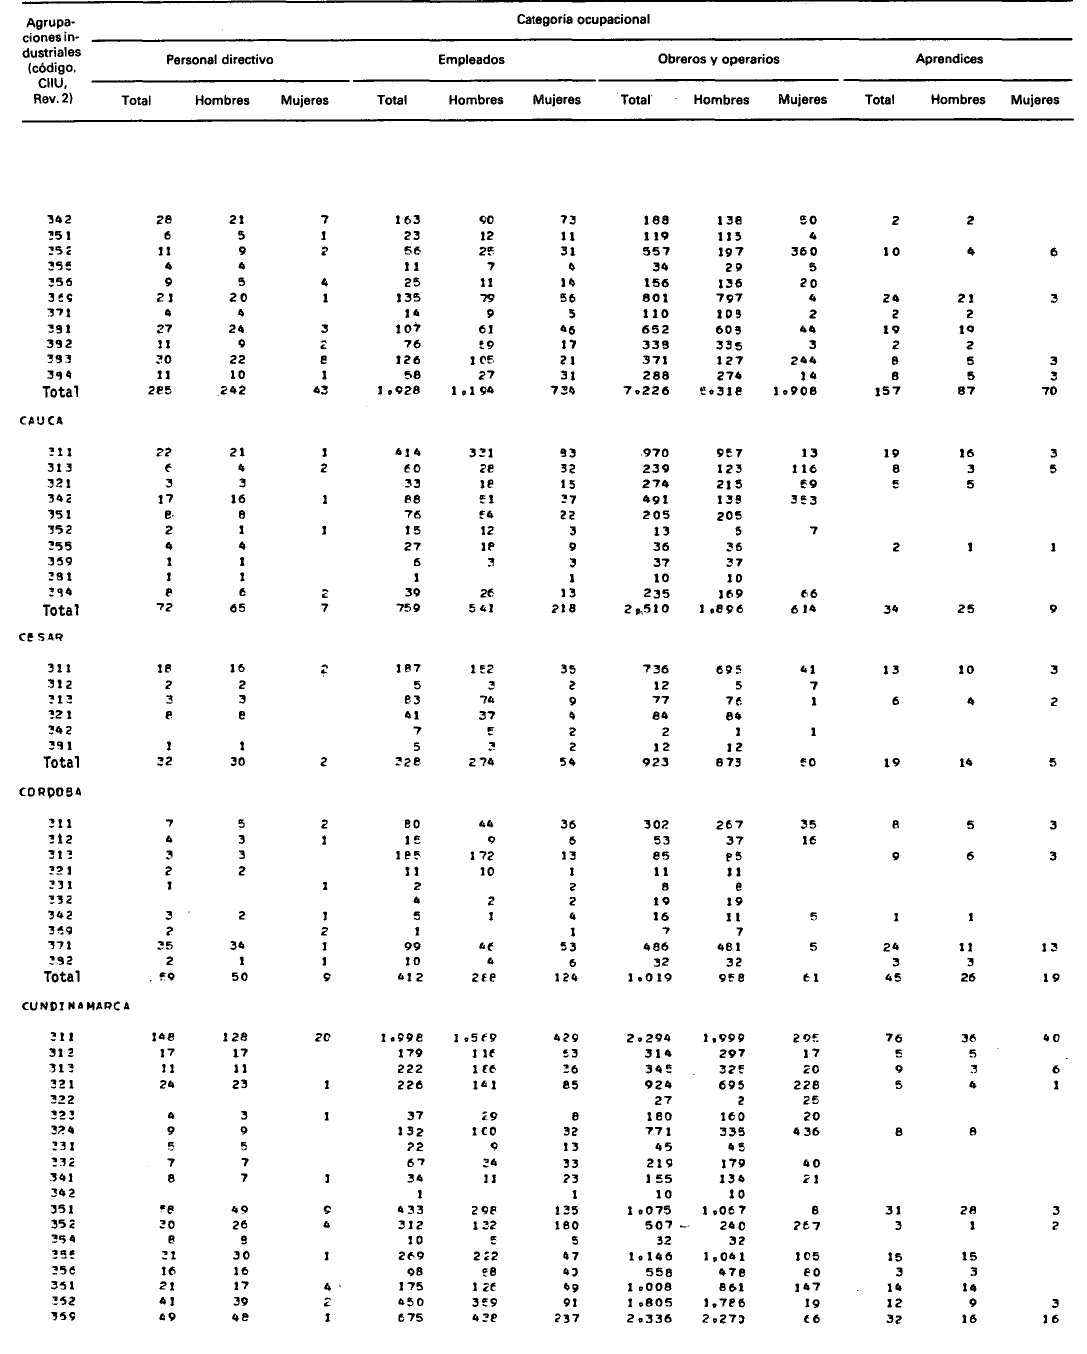 Categoría ocupacional
Agrupa-
ciones in-
dustriales
(código,
CIIU,
Rev. 2)
Personal directivo Empleados Obreros y operarios Aprendices
Total Hombres Mujeres Total Hombres Mujeres Total Hombres Mujeres Total Hombres Mujeres
342 28 21 7 163 90 73 188 138 50 2 2
351 6 5 1 23 12 11 119 115 4
352 11 9 2 56 25 31 557 197 360 10 4 6
355 4 4 11 7 4 34 29 5
356 9 5 4 25 11 14 156 136 20
369 21 20 1 135 79 56 801 797 4 24 21 3
371 4 4 14 9 5 110 108 2 2 2
381 27 24 3 107 61 46 652 608 44 19 19
382 11 9 2 76 59 17 338 335 3 2 2
383 30 22 8 126 105 21 371 127 244 8 5 3
384 11 10 1 58 27 31 288 274 14 8 5 3
Total 285 242 43 1.928 1.194 734 7.226 5.318 1.908 157 87 70
CAUCA
311 22 21 1 414 331 83 970 957 13 19 16 3
313 6 4 2 60 28 32 239 123 116 8 3 5
321 3 3 33 18 15 274 215 59 5 5
342 17 16 1 88 51 37 491 138 353
351 8 8 76 54 22 205 205
352 2 1 1 15 12 3 13 5 7
355 4 4 27 18 9 36 36 2 1 1
369 1 1 6 3 3 37 37
381 1 1 1 1 10 10
384 8 6 2 39 26 13 235 169 66
Total 72 65 7 759 541 218 2.510 1.896 614 34 25 9
CESAR
311 18 16 2 187 152 35 736 695 41 13 10 3
312 2 2 5 3 2 12 5 7
313 3 3 83 74 9 77 76 1 6 4 2
321 8 8 41 37 4 84 84
342 7 5 2 2 1 1
381 1 1 5 3 2 12 12
Total 32 30 2 328 274 54 923 873 50 19 14 5
CORDOBA
311 7 5 2 80 44 36 302 267 35 8 5 3
312 4 3 1 15 9 6 53 37 16
313 3 3 185 172 13 85 85 9 6 3
321 2 2 11 10 1 11 11
331 1 1 2 2 8 8
332 4 2 2 19 19
342 3 2 1 5 1 4 16 11 5 1 1
369 2 2 1 1 7 7
371 35 34 1 99 46 53 486 481 5 24 11 13
382 2 1 1 10 4 6 32 32 3 3
Total 59 50 9 412 288 124 1.019 958 61 45 26 19
CUNDINAMARCA
311 148 128 20 1.998 1.569 429 2.294 1.999 295 76 36 40
312 17 17 179 116 63 314 297 17 5 5
313 11 11 222 186 36 345 325 20 9 3 6
321 24 23 1 226 141 85 924 695 228 5 4 1
322 27 2 25
323 4 3 1 37 29 8 180 160 20
324 9 9 132 100 32 771 335 436 8 8
331 5 5 22 9 13 45 45
332 7 7 67 34 33 219 179 40
341 8 7 1 34 11 23 155 134 21
342 1 1 10 10
351 58 49 9 433 298 135 1.075 1.067 8 31 28 3
352 30 26 4 312 132 180 507 240 267 3 1 2
354 8 8 10 5 5 32 32
355 31 30 1 269 222 47 1.146 1.041 105 15 15
356 16 16 98 58 40 558 478 80 3 3
361 21 17 4 175 126 49 1.008 861 147 14 14
362 41 39 2 450 359 91 1.805 1.786 19 12 9 3
369 49 48 1 675 438 237 2.336 2.270 66 32 16 16